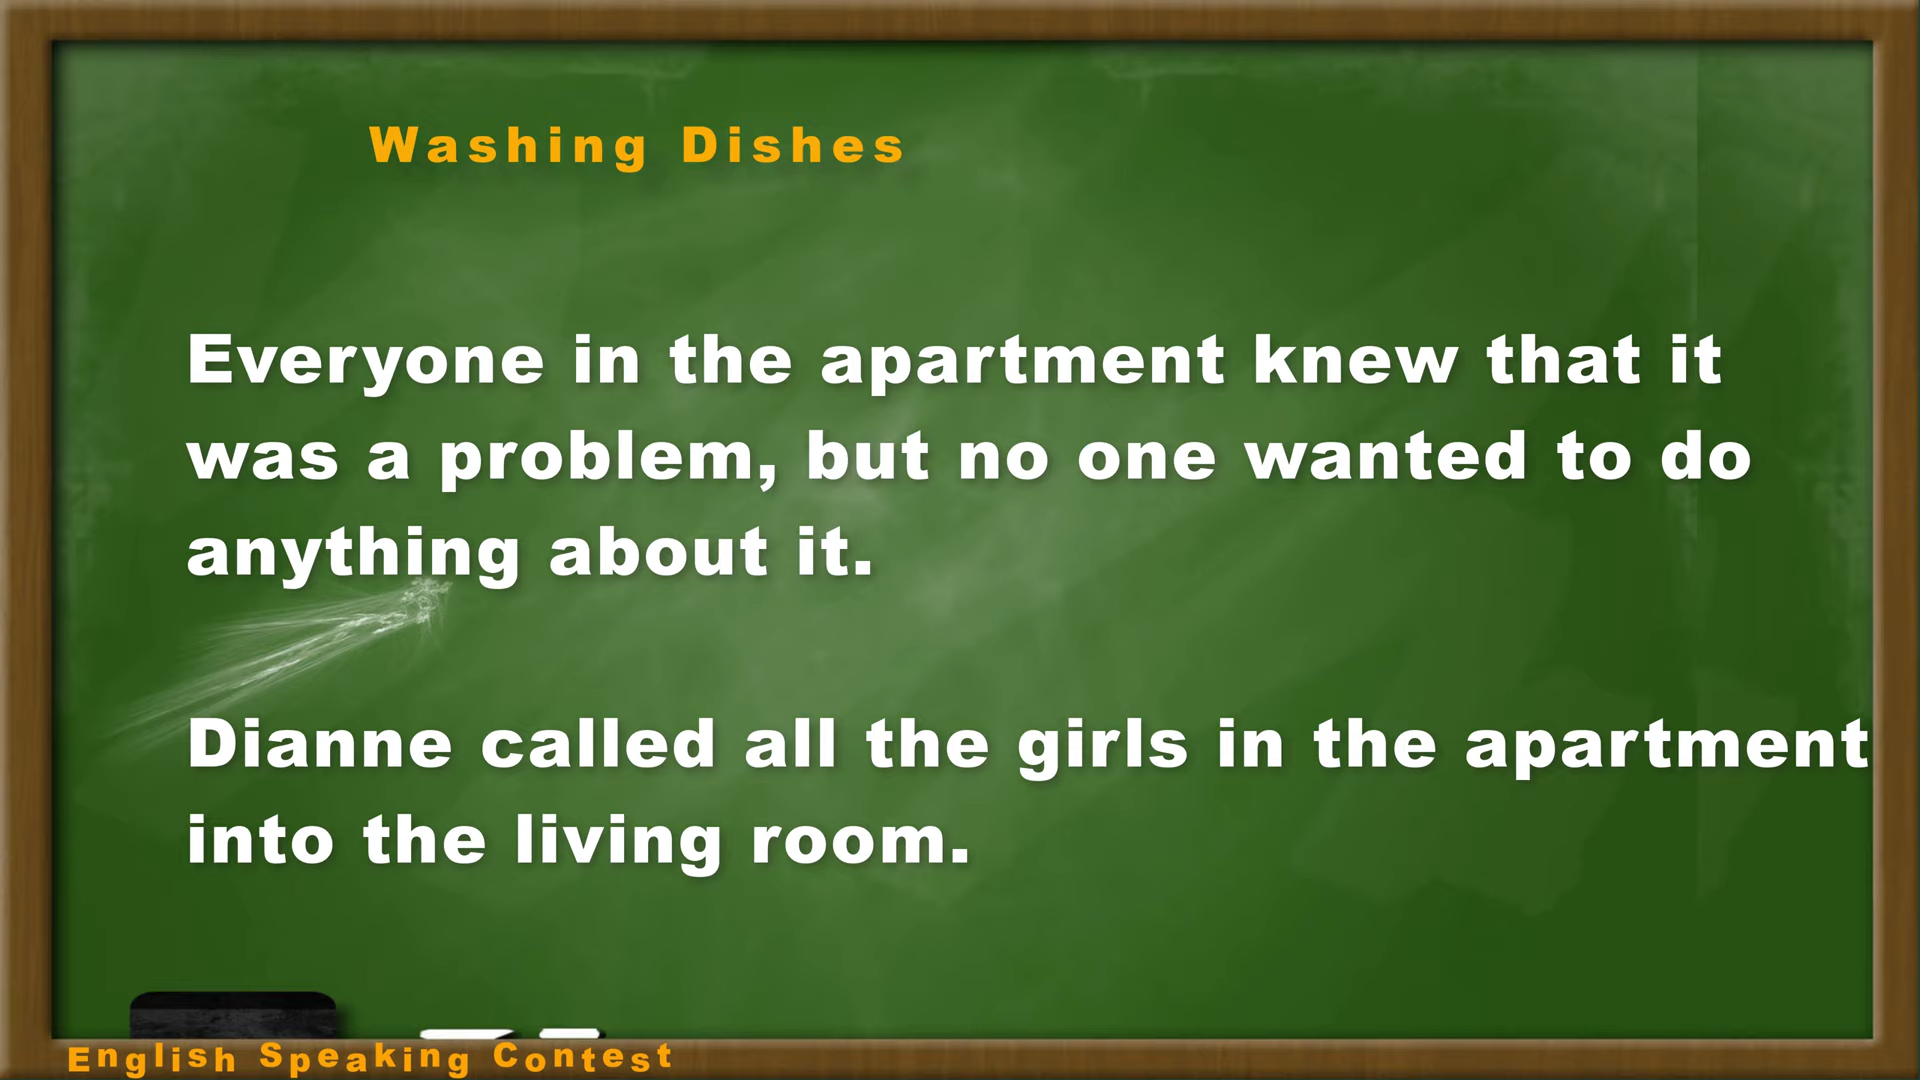 Washing Dishes
Everyone in the apartment knew that it
was a problem, but no one wanted to do
anything about it.
Dianne called all the girls in the apartment
into the living room.
English Speaking Contest